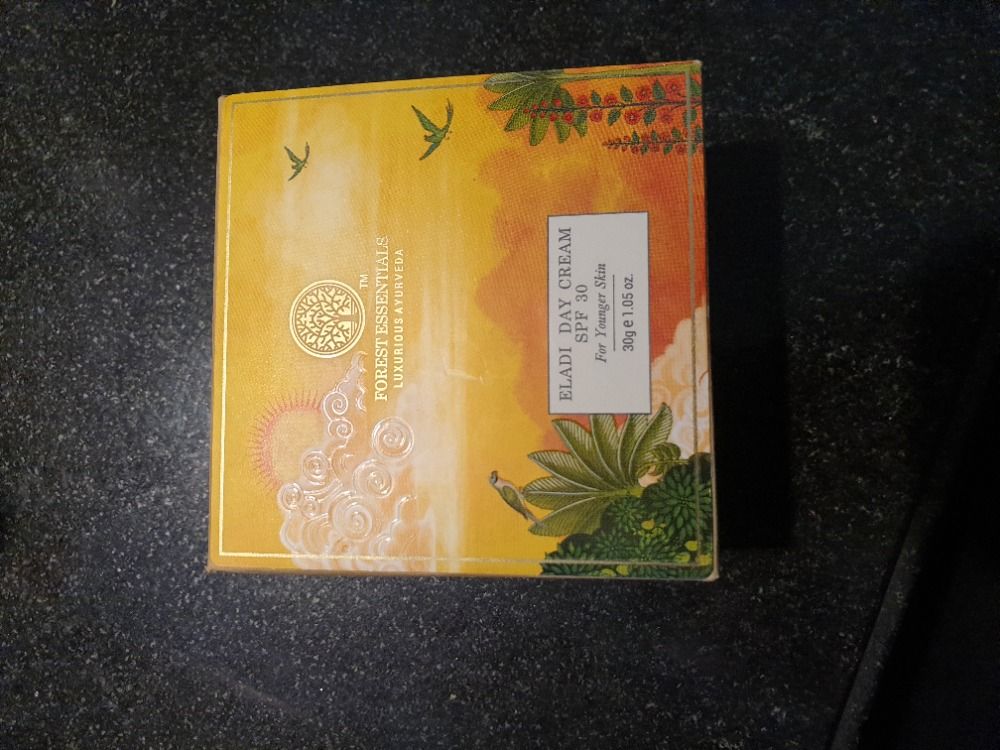 TM
FOREST ESSENTIALS
LUXURIOUS AYURVEDA
ELADI DAY CREAM
SPF 30
For Younger Skin
30g e 1.05 oz.